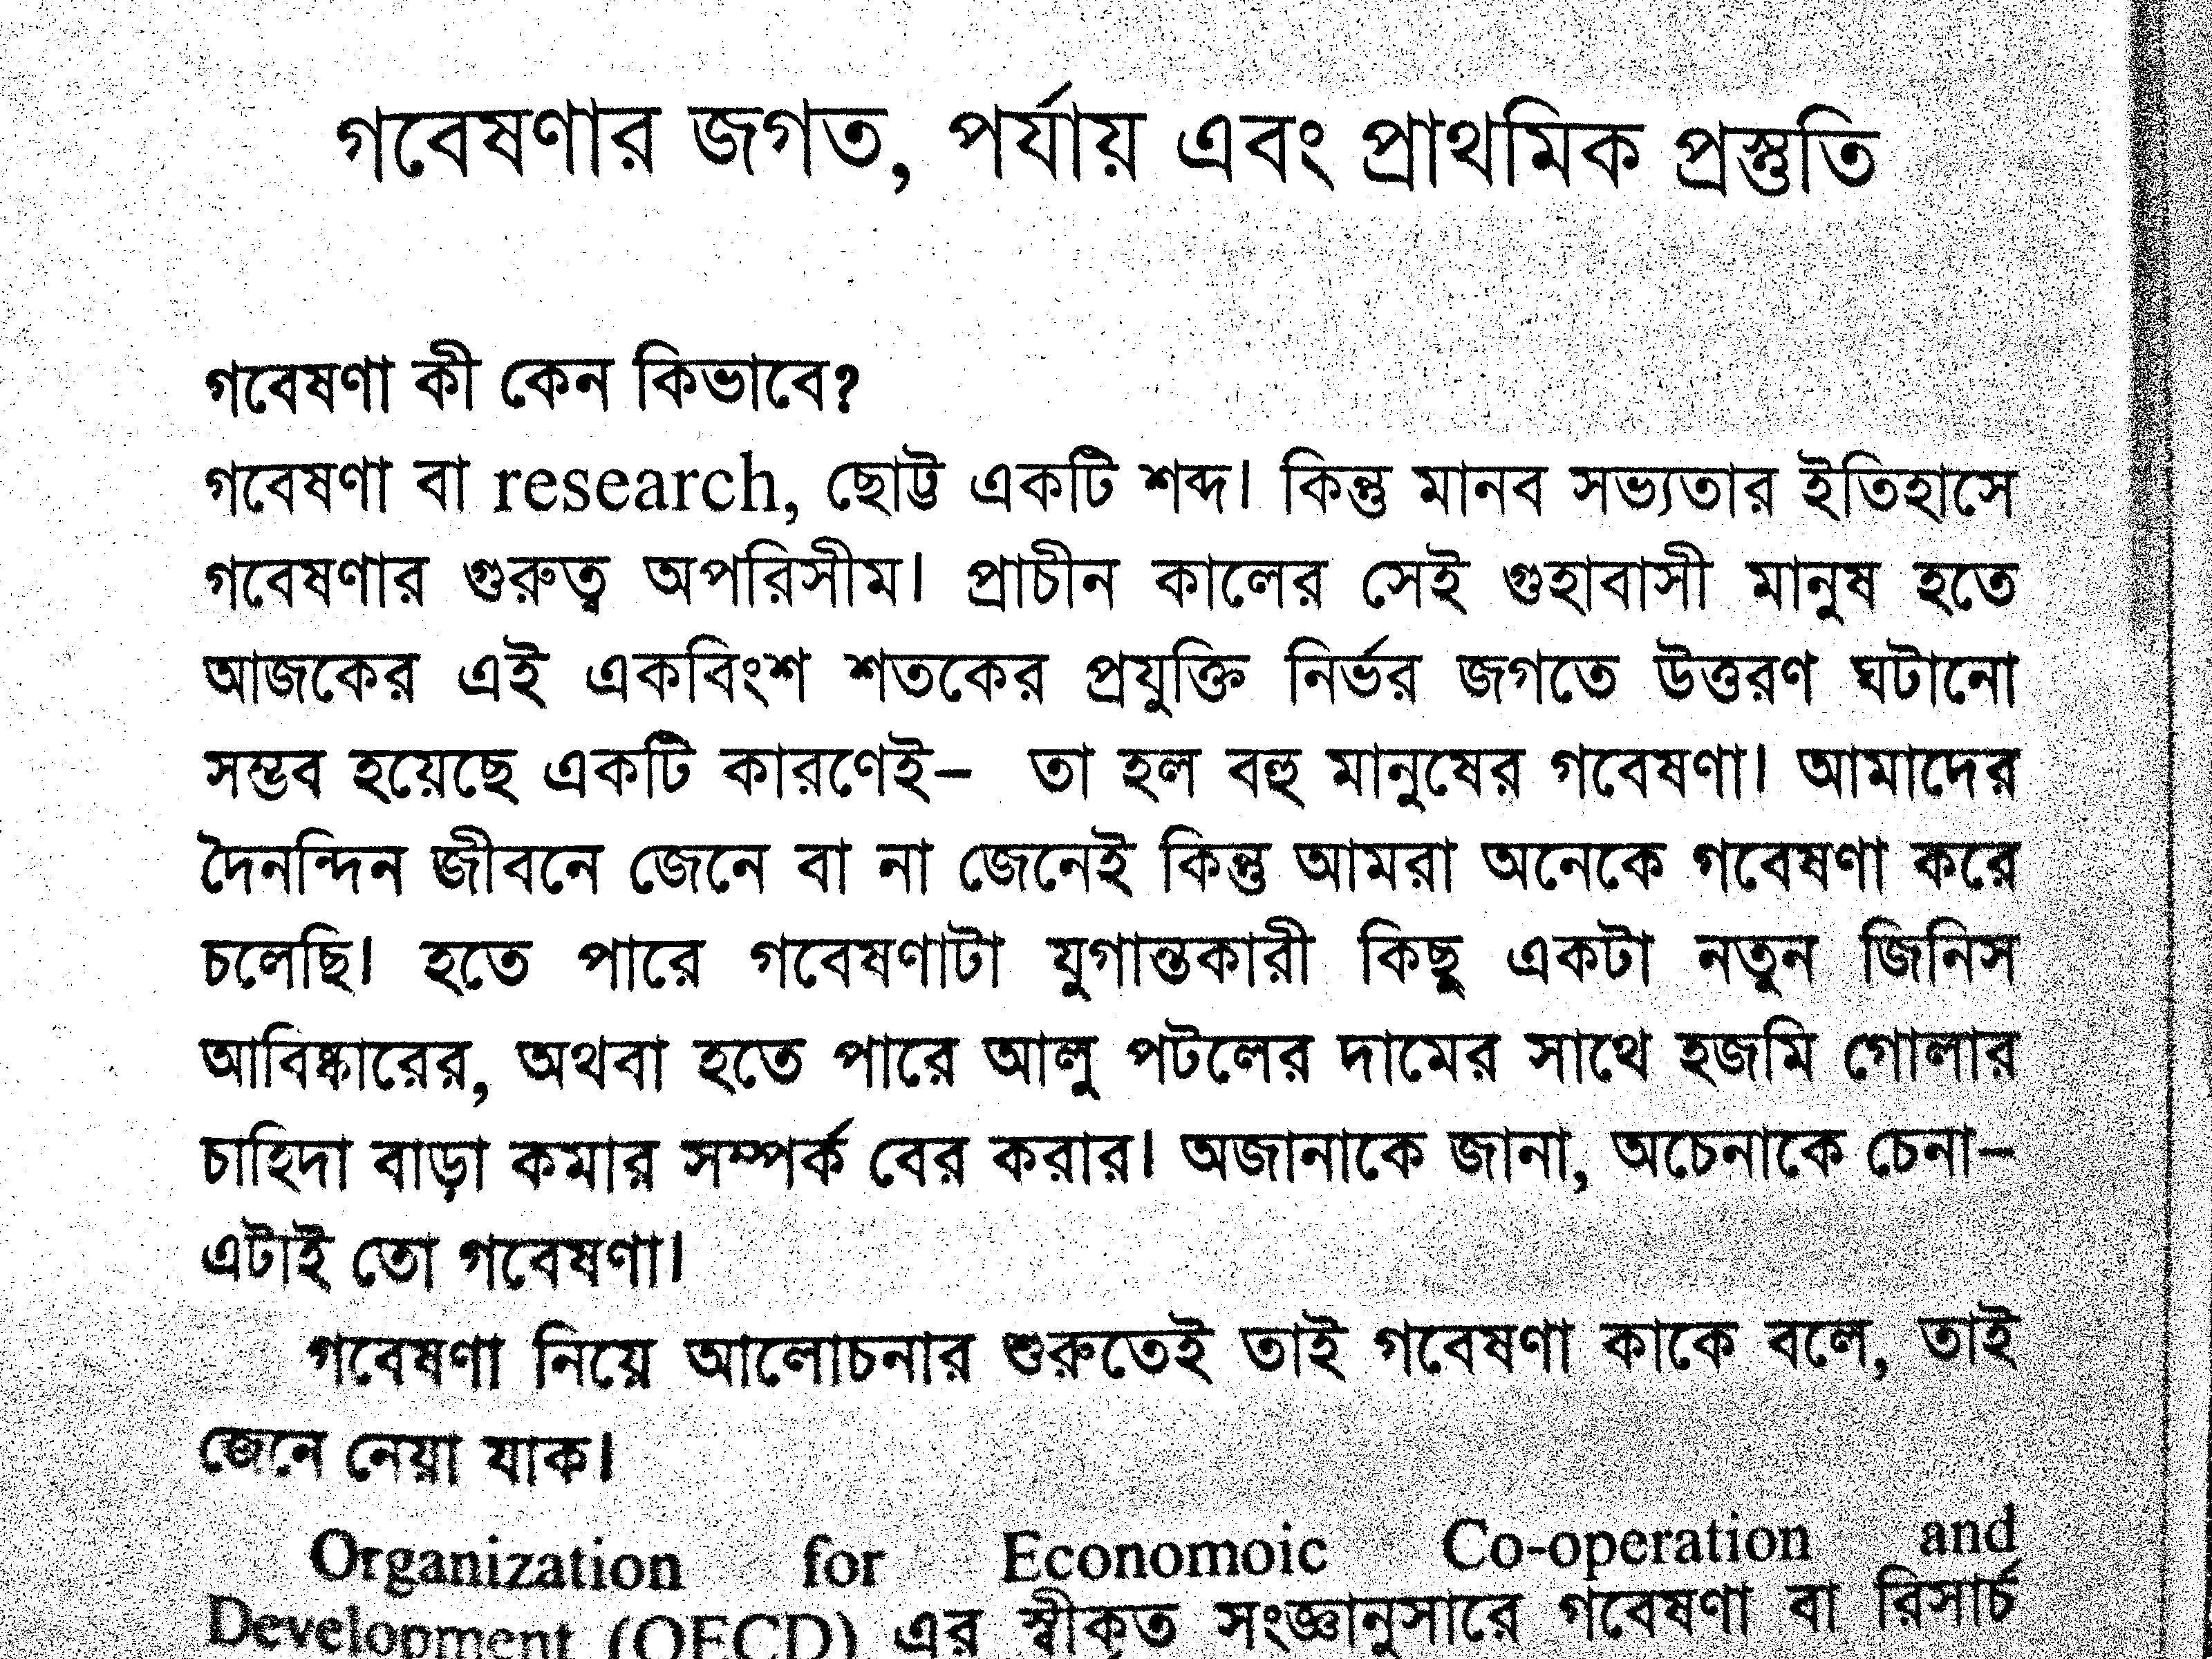 গবেষণার জগত, পর্যায় এবং প্রাথমিক প্রস্তুতি
গবেষণা কী কেন কিভাবে?
গবেষণা বা research, ছোট্ট একটি শব্দ। কিন্তু মানব সভ্যতার ইতিহাসে
গবেষণার গুরুত্ব অপরিসীম। প্রাচীন কালের সেই গুহাবাসী মানুষ হতে
আজকের এই একবিংশ শতকের প্রযুক্তি নির্ভর জগতে উত্তরণ ঘটানো
সম্ভব হয়েছে একটি কারণেই– তা হল বহু মানুষের গবেষণা। আমাদের
দৈনন্দিন জীবনে জেনে বা না জেনেই কিন্তু আমরা অনেকে গবেষণা করে
চলেছি। হতে পারে গবেষণাটা যুগান্তকারী কিছু একটা নতুন জিনিস
আবিষ্কারের, অথবা হতে পারে আলু পটলের দামের সাথে হজমি গোলার
চাহিদা বাড়া কমার সম্পর্ক বের করার। অজানাকে জানা, অচেনাকে চেনা–
এটাই তো গবেষণা।
গবেষণা নিয়ে আলোচনার শুরুতেই তাই গবেষণা কাকে বলে, তাই
জেনে নেয়া যাক।
Organization for Economoic Co-operation and
Development (OECD) এর স্বীকৃত সংজ্ঞানুসারে গবেষণা বা রিসার্চ